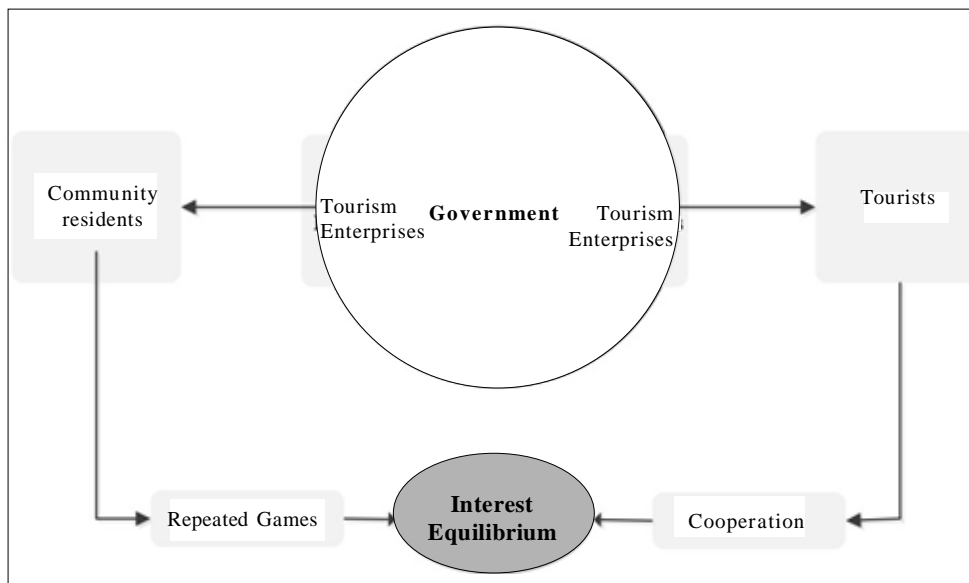 Community
residents
Tourism
Enterprises
Government
Tourism
Enterprises
Tourists
Repeated Games
Interest
Equilibrium
Cooperation